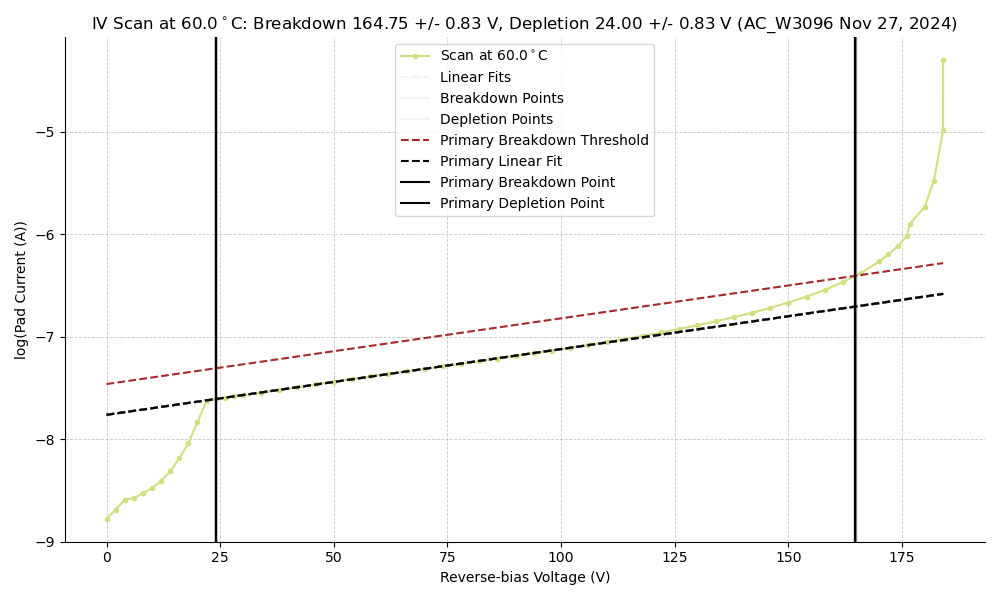 IV Scan at 60.0°C: Breakdown 164.75 +/- 0.83 V, Depletion 24.00 +/- 0.83 V (AC_W3096 Nov 27, 2024)
Scan at 60.0°C
Linear Fits
Breakdown Points
Depletion Points
Primary Breakdown Threshold
Primary Linear Fit
Primary Breakdown Point
Primary Depletion Point
log(Pad Current (A))
−5
−6
−7
−8
−9
0 25 50 75 100 125 150 175
Reverse-bias Voltage (V)